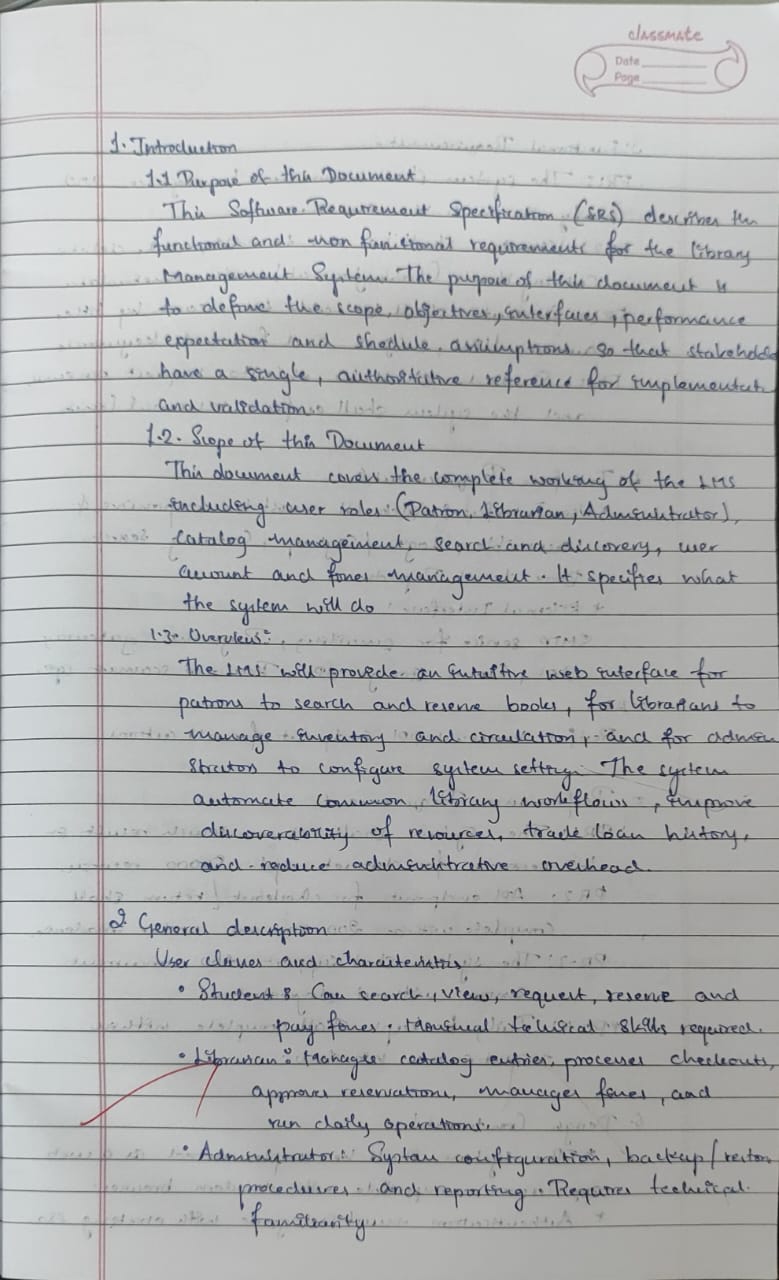 classmate
Date
Page
1. Introduction
1.1 Purpose of this Document
This Software Requirement Specification (SRS) describes the
functional and non functional requirements for the library
Management System. The purpose of this document is
to define the scope, objectives, interfaces, performance
expectation and shedule assumptions so that stakeholde
have a single, authoritative reference for implementat
and validation.
1.2. Scope of this Document
This document covers the complete working of the LMS
including user roles (Patron, Librarian, Administrator),
catalog management, search and discovery, user
account and fines management. It specifies what
the system will do
1.3. Overview:
The LMS will provide an intuitive web interface for
patrons to search and reserve books, for librarians to
manage inventory and circulation, and for admin
strators to configure system setting. The system
automate common library workflows, improve
discoverability of resources, track loan history,
and reduce administrative overhead.
2 General description
User classes and characteristics
• Student: Can search, view, request, reserve and
pay fines. technical skills required.
• Librarian: Manages catalog entries, processes checkouts,
approves reservations, manages fines, and
run daily operations.
• Administrator: System configuration, backup/restore
procedures and reporting. Requires technical
familiarity.